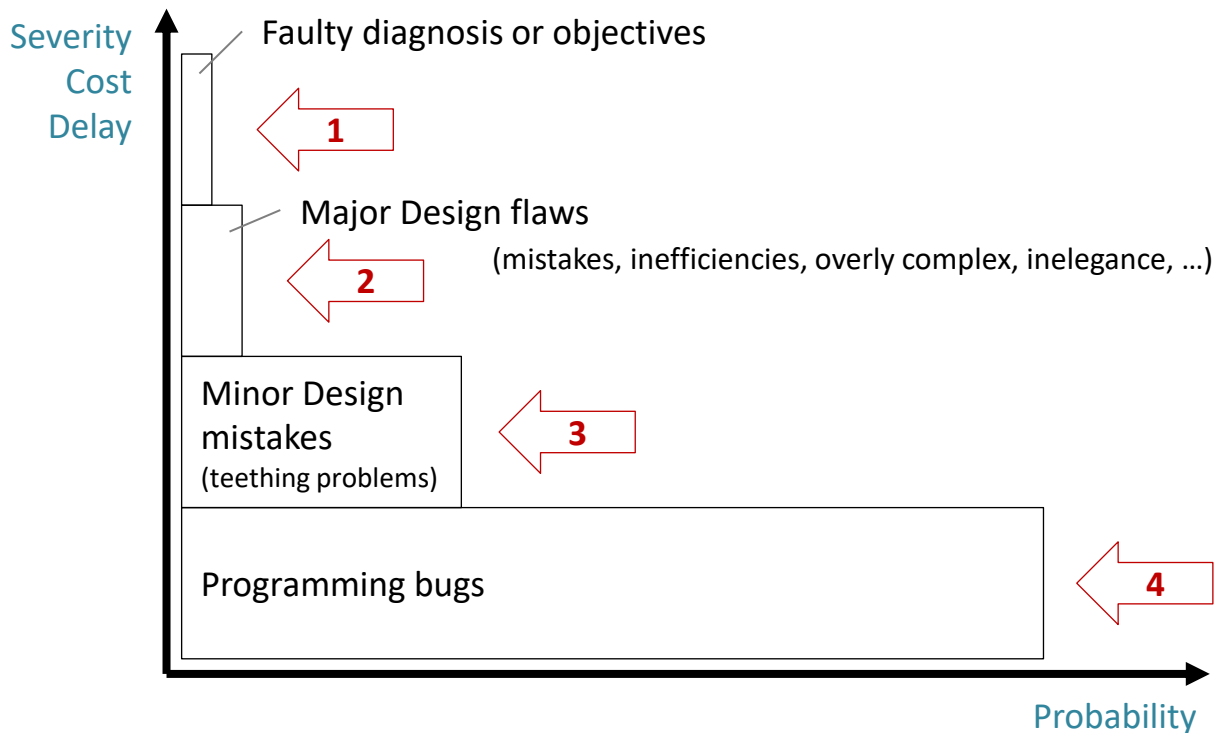 Severity
Cost
Delay
Faulty diagnosis or objectives
1
Major Design flaws
(mistakes, inefficiencies, overly complex, inelegance, …)
2
Minor Design
mistakes
(teething problems)
3
Programming bugs
4
Probability